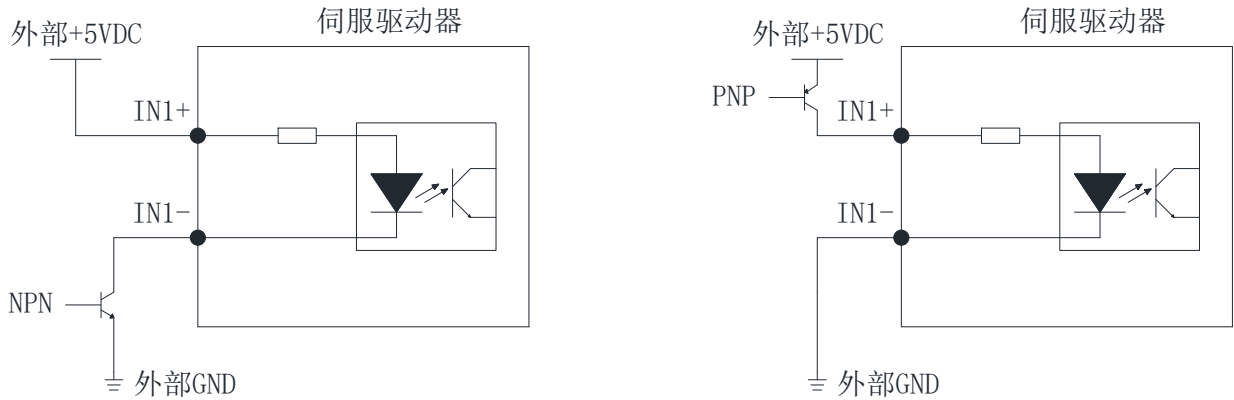 外部+5VDC
伺服驱动器
IN1+
IN1-
NPN
外部GND
外部+5VDC
伺服驱动器
PNP
IN1+
IN1-
外部GND